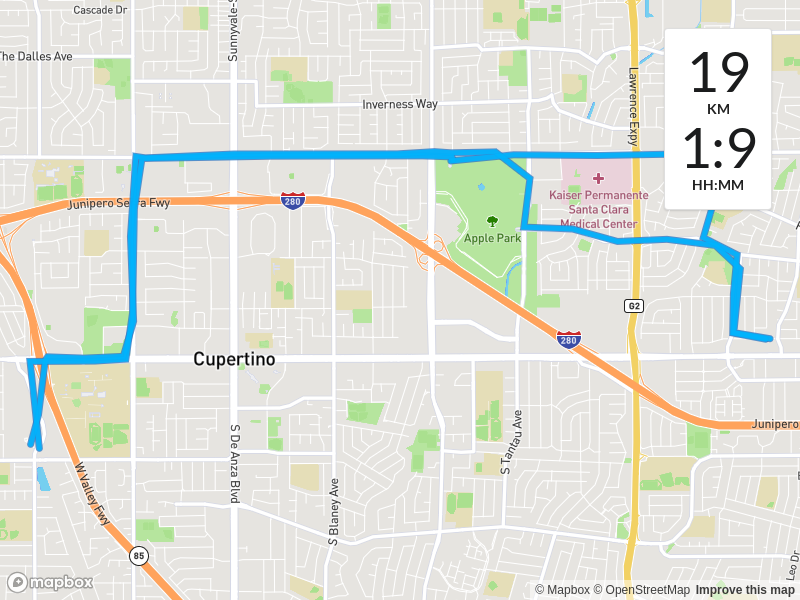 Cascade Dr
The Dalles Ave
Sunnyvale-S
Inverness Way
Lawrence Expy
19
KM
1:9
HH:MM
Junipero Serra Fwy
280
Kaiser Permanente
Santa Clara
Medical Center
Apple Park
A
G2
280
Cupertino
Junipero
S De Anza Blvd
S Blaney Ave
S Tantau Ave
W Valley Fwy
85
Leo Dr
mapbox
© Mapbox © OpenStreetMap Improve this map